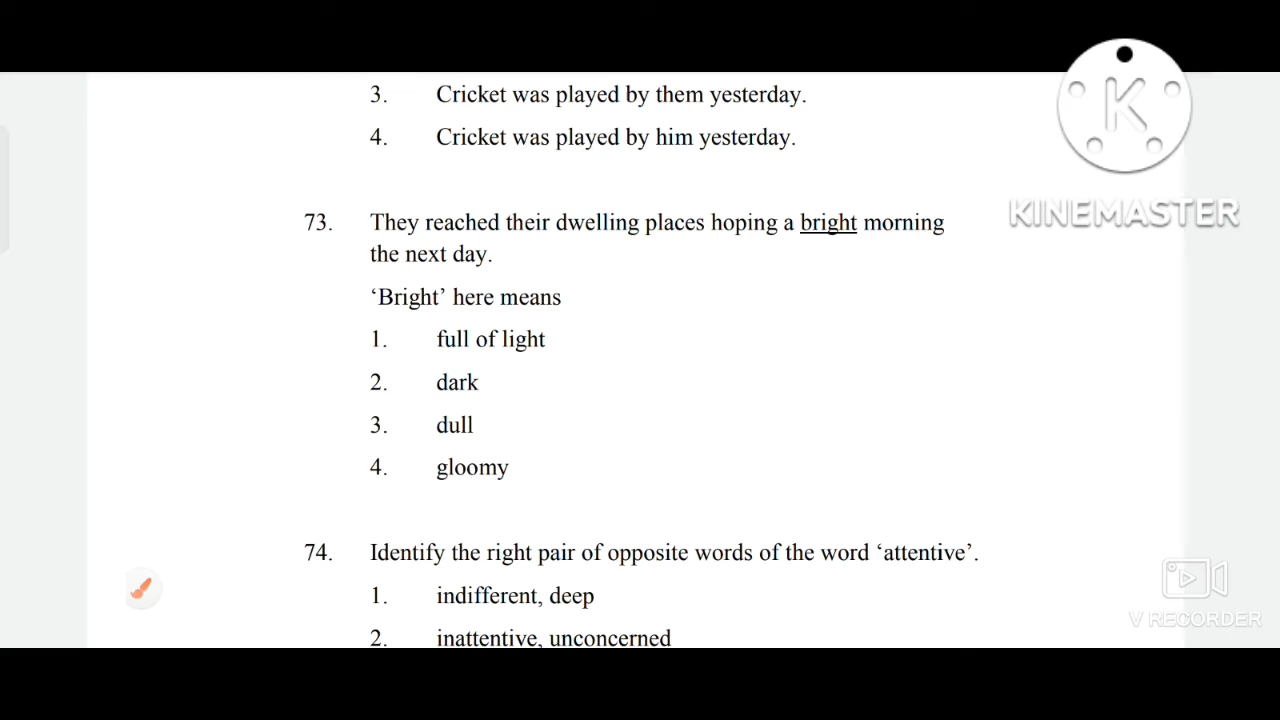 3. Cricket was played by them yesterday.
4. Cricket was played by him yesterday.
KINEMASTER
73. They reached their dwelling places hoping a bright morning
the next day.
‘Bright’ here means
1. full of light
2. dark
3. dull
4. gloomy
74. Identify the right pair of opposite words of the word ‘attentive’.
1. indifferent, deep
V RECORDER
2. inattentive, unconcerned